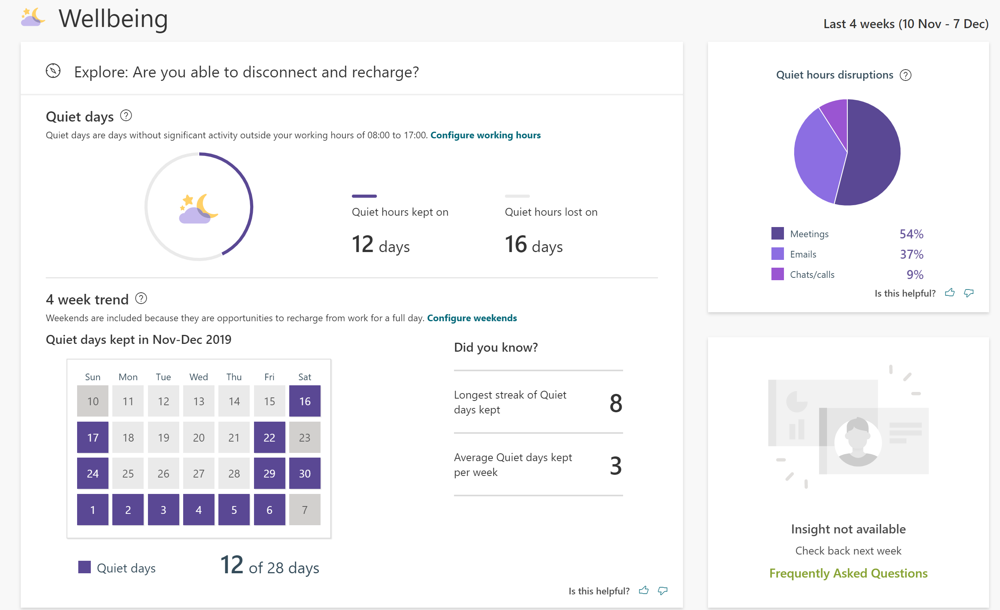 Wellbeing
Last 4 weeks (10 Nov - 7 Dec)
Explore: Are you able to disconnect and recharge?
Quiet days ?
Quiet days are days without significant activity outside your working hours of 08:00 to 17:00. Configure working hours
Quiet hours kept on
12 days
Quiet hours lost on
16 days
4 week trend ?
Weekends are included because they are opportunities to recharge from work for a full day. Configure weekends
Quiet days kept in Nov-Dec 2019
Sun Mon Tue Wed Thu Fri Sat
10 11 12 13 14 15 16
17 18 19 20 21 22 23
24 25 26 27 28 29 30
1 2 3 4 5 6 7
Quiet days 12 of 28 days
Did you know?
Longest streak of Quiet
days kept
8
Average Quiet days kept
per week
3
Is this helpful?
Quiet hours disruptions ?
Meetings 54%
Emails 37%
Chats/calls 9%
Is this helpful?
Insight not available
Check back next week
Frequently Asked Questions